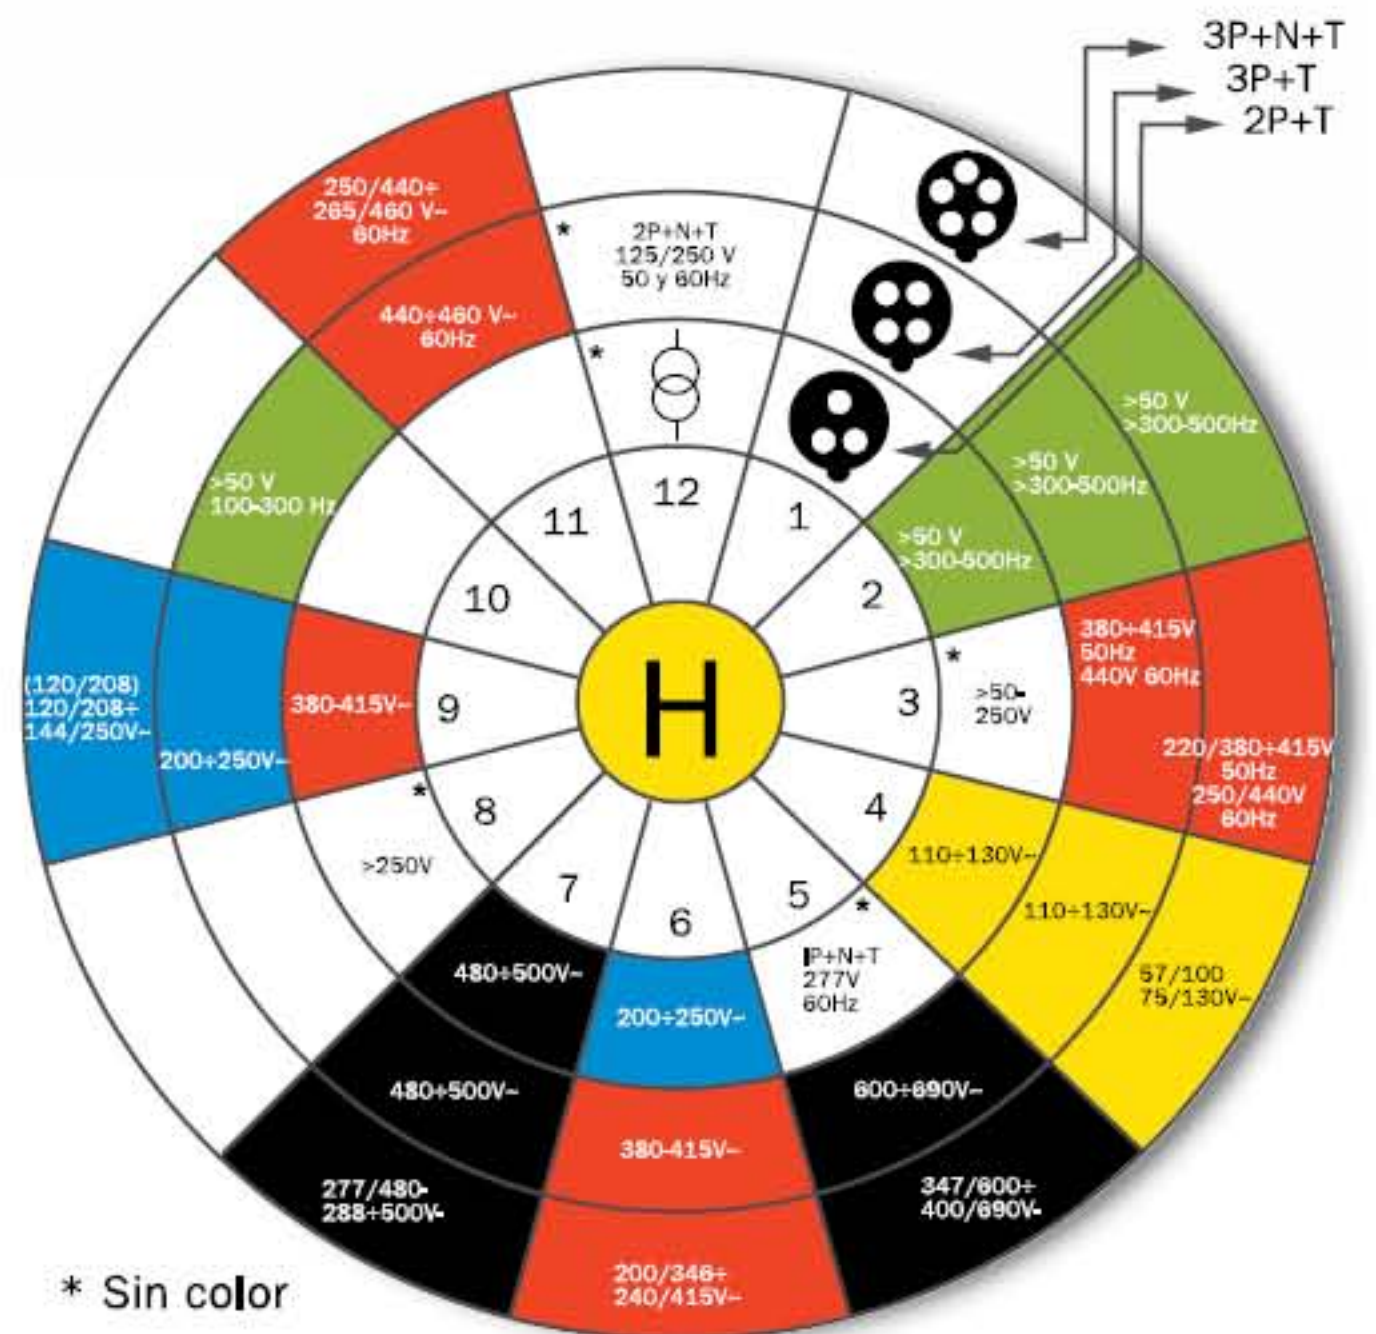 3P+N+T
3P+T
2P+T
250/440÷
265/460 V~
60Hz
440÷460 V~
60Hz
*
2P+N+T
125/250 V
50 y 60Hz
*
>50 V
>300-500Hz
>50 V
>300-500Hz
>50 V
>300-500Hz
>50 V
100-300 Hz
12
1
2
3
4
5
6
7
8
9
10
11
H
380÷415V
50Hz
440V 60Hz
220/380÷415V
50Hz
250/440V
60Hz
*
>50-
250V
(120/208)
120/208÷
144/250V~
200÷250V~
380-415V~
*
>250V
110÷130V~
110÷130V~
57/100
75/130V~
*
IP+N+T
277V
60Hz
600÷690V~
347/600÷
400/690V-
200÷250V~
380-415V~
200/346÷
240/415V~
480÷500V~
480÷500V~
277/480-
288÷500V-
* Sin color